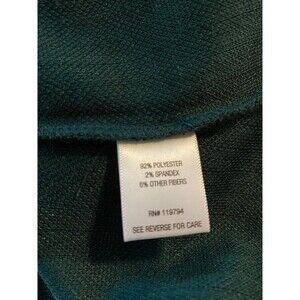 92% POLYESTER
2% SPANDEX
6% OTHER FIBERS
RN# 119794
SEE REVERSE FOR CARE